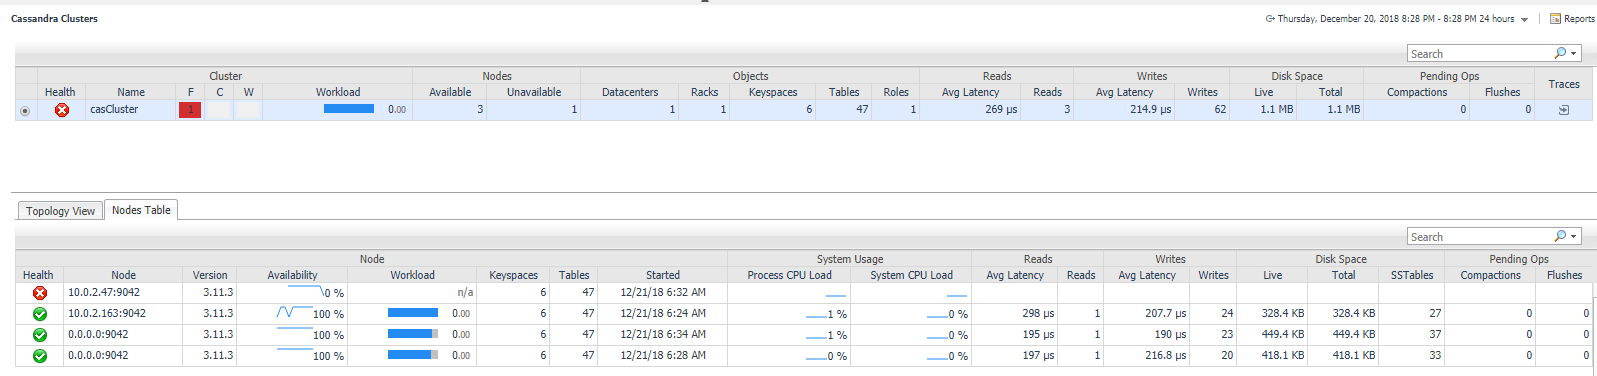 Cassandra Clusters
Thursday, December 20, 2018 8:28 PM - 8:28 PM 24 hours Reports
Search
Cluster Nodes Objects Reads Writes Disk Space Pending Ops
Health Name F C W Workload Available Unavailable Datacenters Racks Keyspaces Tables Roles Avg Latency Reads Avg Latency Writes Live Total Compactions Flushes Traces
casCluster 1 0.00 3 1 1 1 6 47 1 269 µs 3 214.9 µs 62 1.1 MB 1.1 MB 0 0
Topology View Nodes Table
Search
Node System Usage Reads Writes Disk Space Pending Ops
Health Node Version Availability Workload Keyspaces Tables Started Process CPU Load System CPU Load Avg Latency Reads Avg Latency Writes Live Total SSTables Compactions Flushes
10.0.2.47:9042 3.11.3 0 % n/a 6 47 12/21/18 6:32 AM
10.0.2.163:9042 3.11.3 100 % 0.00 6 47 12/21/18 6:24 AM 1 % 0 % 298 µs 1 207.7 µs 24 328.4 KB 328.4 KB 27 0 0
0.0.0.0:9042 3.11.3 100 % 0.00 6 47 12/21/18 6:34 AM 1 % 0 % 195 µs 1 190 µs 23 449.4 KB 449.4 KB 37 0 0
0.0.0.0:9042 3.11.3 100 % 0.00 6 47 12/21/18 6:28 AM 0 % 0 % 197 µs 1 216.8 µs 20 418.1 KB 418.1 KB 33 0 0